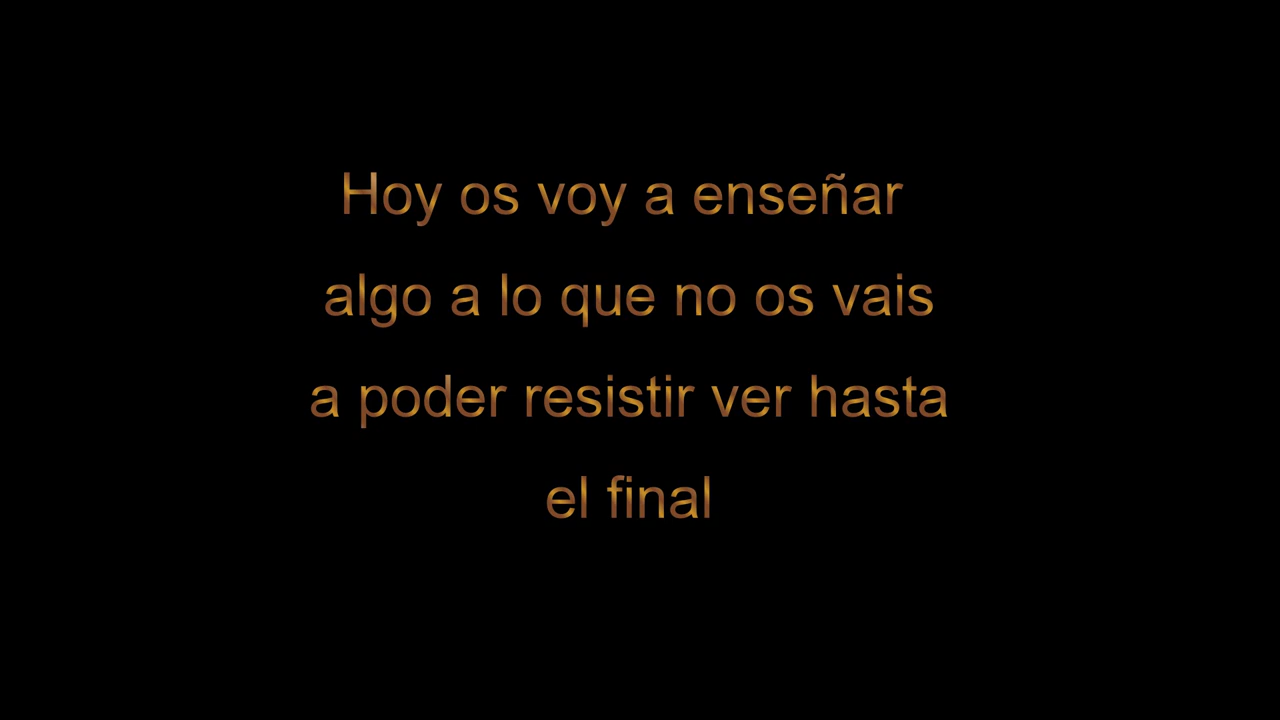 Hoy os voy a enseñar
algo a lo que no os vais
a poder resistir ver hasta
el final